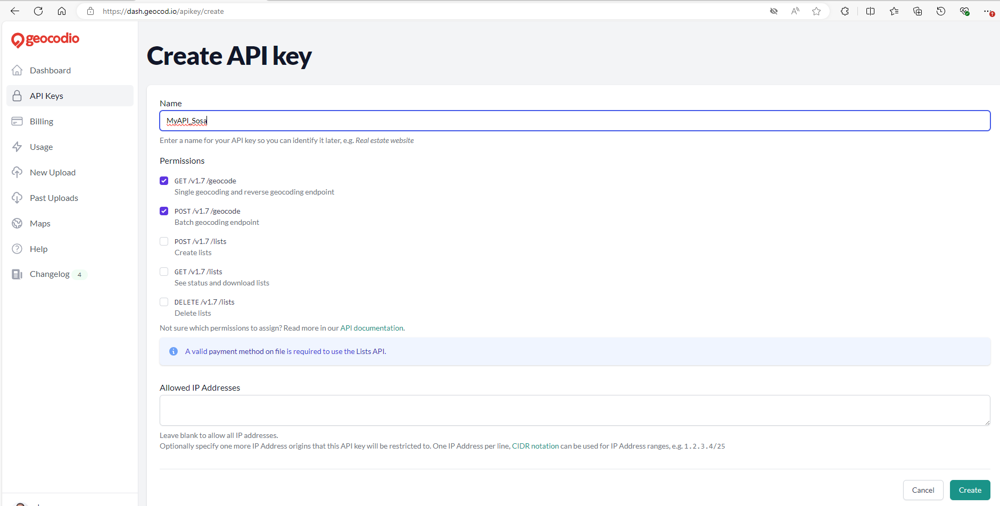 https://dash.geocod.io/apikey/create
geocodio
Dashboard
API Keys
Billing
Usage
New Upload
Past Uploads
Maps
Help
Changelog 4
Create API key
Name
MyAPI_Sosa
Enter a name for your API key so you can identify it later, e.g. Real estate website
Permissions
GET /v1.7 /geocode
Single geocoding and reverse geocoding endpoint
POST /v1.7 /geocode
Batch geocoding endpoint
POST /v1.7 /lists
Create lists
GET /v1.7 /lists
See status and download lists
DELETE /v1.7 /lists
Delete lists
Not sure which permissions to assign? Read more in our API documentation.
A valid payment method on file is required to use the Lists API.
Allowed IP Addresses
Leave blank to allow all IP addresses.
Optionally specify one more IP Address origins that this API key will be restricted to. One IP Address per line, CIDR notation can be used for IP Address ranges, e.g. 1.2.3.4/25
Cancel
Create